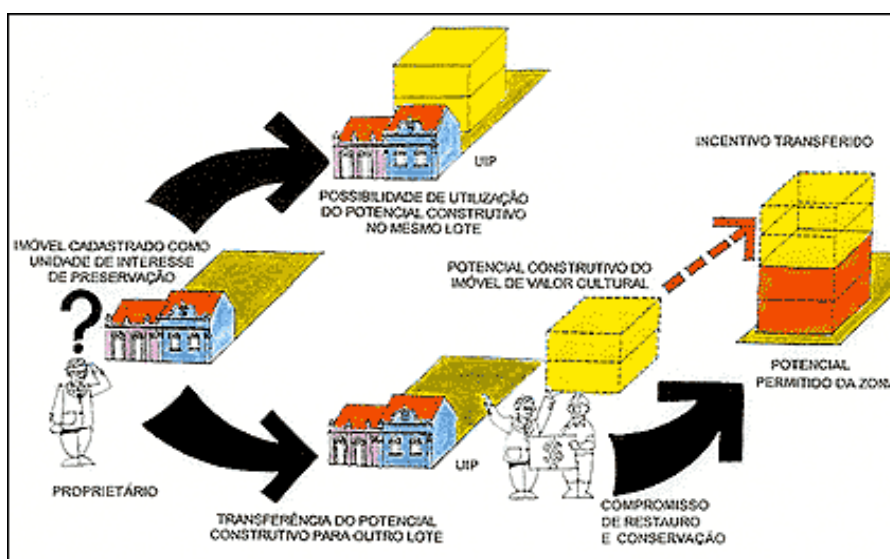 UIP
POSSIBILIDADE DE UTILIZAÇÃO
DO POTENCIAL CONSTRUTIVO
NO MESMO LOTE
INCENTIVO TRANSFERIDO
IMÓVEL CADASTRADO COMO
UNIDADE DE INTERESSE
DE PRESERVAÇÃO
?
POTENCIAL CONSTRUTIVO DO
IMÓVEL DE VALOR CULTURAL
POTENCIAL
PERMITIDO DA ZONA
UIP
$
PROPRIETÁRIO
TRANSFERÊNCIA DO POTENCIAL
CONSTRUTIVO PARA OUTRO LOTE
COMPROMISSO
DE RESTAURO
E CONSERVAÇÃO